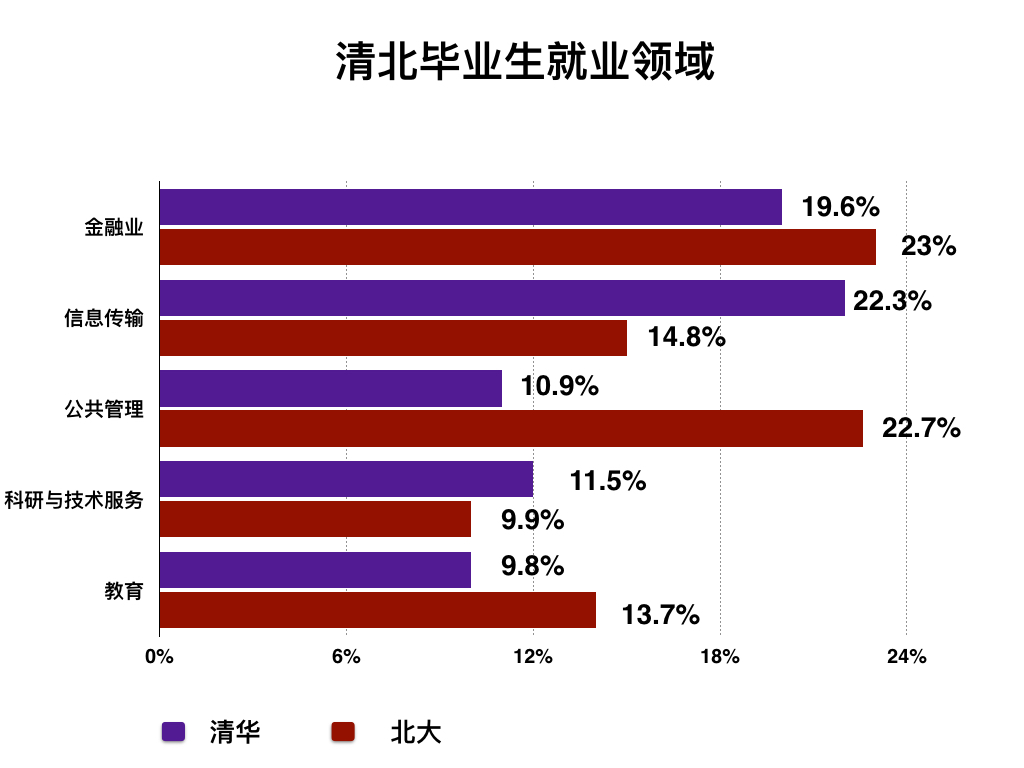 清北毕业生就业领域
金融业
19.6%
23%
信息传输
22.3%
14.8%
公共管理
10.9%
22.7%
科研与技术服务
11.5%
9.9%
教育
9.8%
13.7%
0% 6% 12% 18% 24%
清华 北大